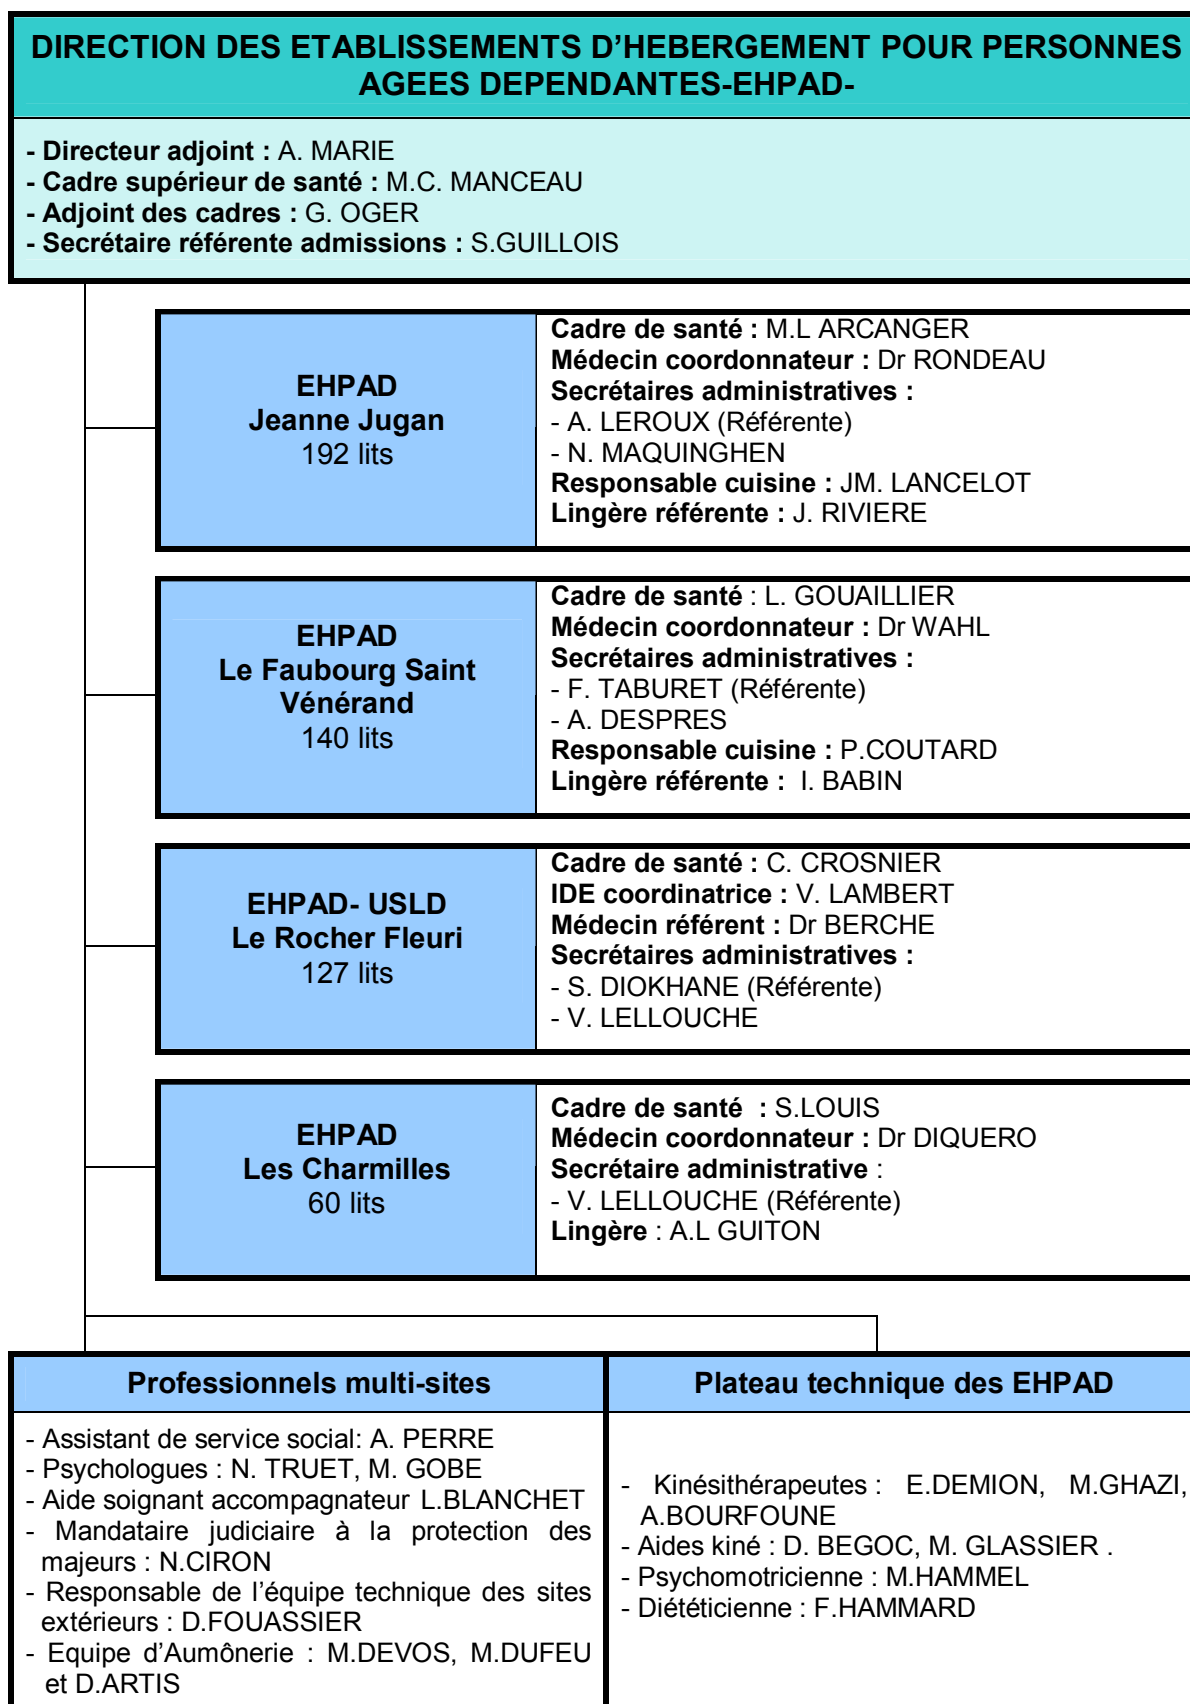 DIRECTION DES ETABLISSEMENTS D’HEBERGEMENT POUR PERSONNES
AGEES DEPENDANTES-EHPAD-
- Directeur adjoint : A. MARIE
- Cadre supérieur de santé : M.C. MANCEAU
- Adjoint des cadres : G. OGER
- Secrétaire référente admissions : S.GUILLOIS
EHPAD
Jeanne Jugan
192 lits
Cadre de santé : M.L ARCANGER
Médecin coordonnateur : Dr RONDEAU
Secrétaires administratives :
- A. LEROUX (Référente)
- N. MAQUINGHEN
Responsable cuisine : JM. LANCELOT
Lingère référente : J. RIVIERE
EHPAD
Le Faubourg Saint
Vénérand
140 lits
Cadre de santé : L. GOUAILLIER
Médecin coordonnateur : Dr WAHL
Secrétaires administratives :
- F. TABURET (Référente)
- A. DESPRES
Responsable cuisine : P.COUTARD
Lingère référente : I. BABIN
EHPAD- USLD
Le Rocher Fleuri
127 lits
Cadre de santé : C. CROSNIER
IDE coordinatrice : V. LAMBERT
Médecin référent : Dr BERCHE
Secrétaires administratives :
- S. DIOKHANE (Référente)
- V. LELLOUCHE
EHPAD
Les Charmilles
60 lits
Cadre de santé : S.LOUIS
Médecin coordonnateur : Dr DIQUERO
Secrétaire administrative :
- V. LELLOUCHE (Référente)
Lingère : A.L GUITON
Professionnels multi-sites
- Assistant de service social: A. PERRE
- Psychologues : N. TRUET, M. GOBE
- Aide soignant accompagnateur L.BLANCHET
- Mandataire judiciaire à la protection des
majeurs : N.CIRON
- Responsable de l’équipe technique des sites
extérieurs : D.FOUASSIER
- Equipe d’Aumônerie : M.DEVOS, M.DUFEU
et D.ARTIS
Plateau technique des EHPAD
- Kinésithérapeutes : E.DEMION, M.GHAZI,
A.BOURFOUNE
- Aides kiné : D. BEGOC, M. GLASSIER .
- Psychomotricienne : M.HAMMEL
- Diététicienne : F.HAMMARD